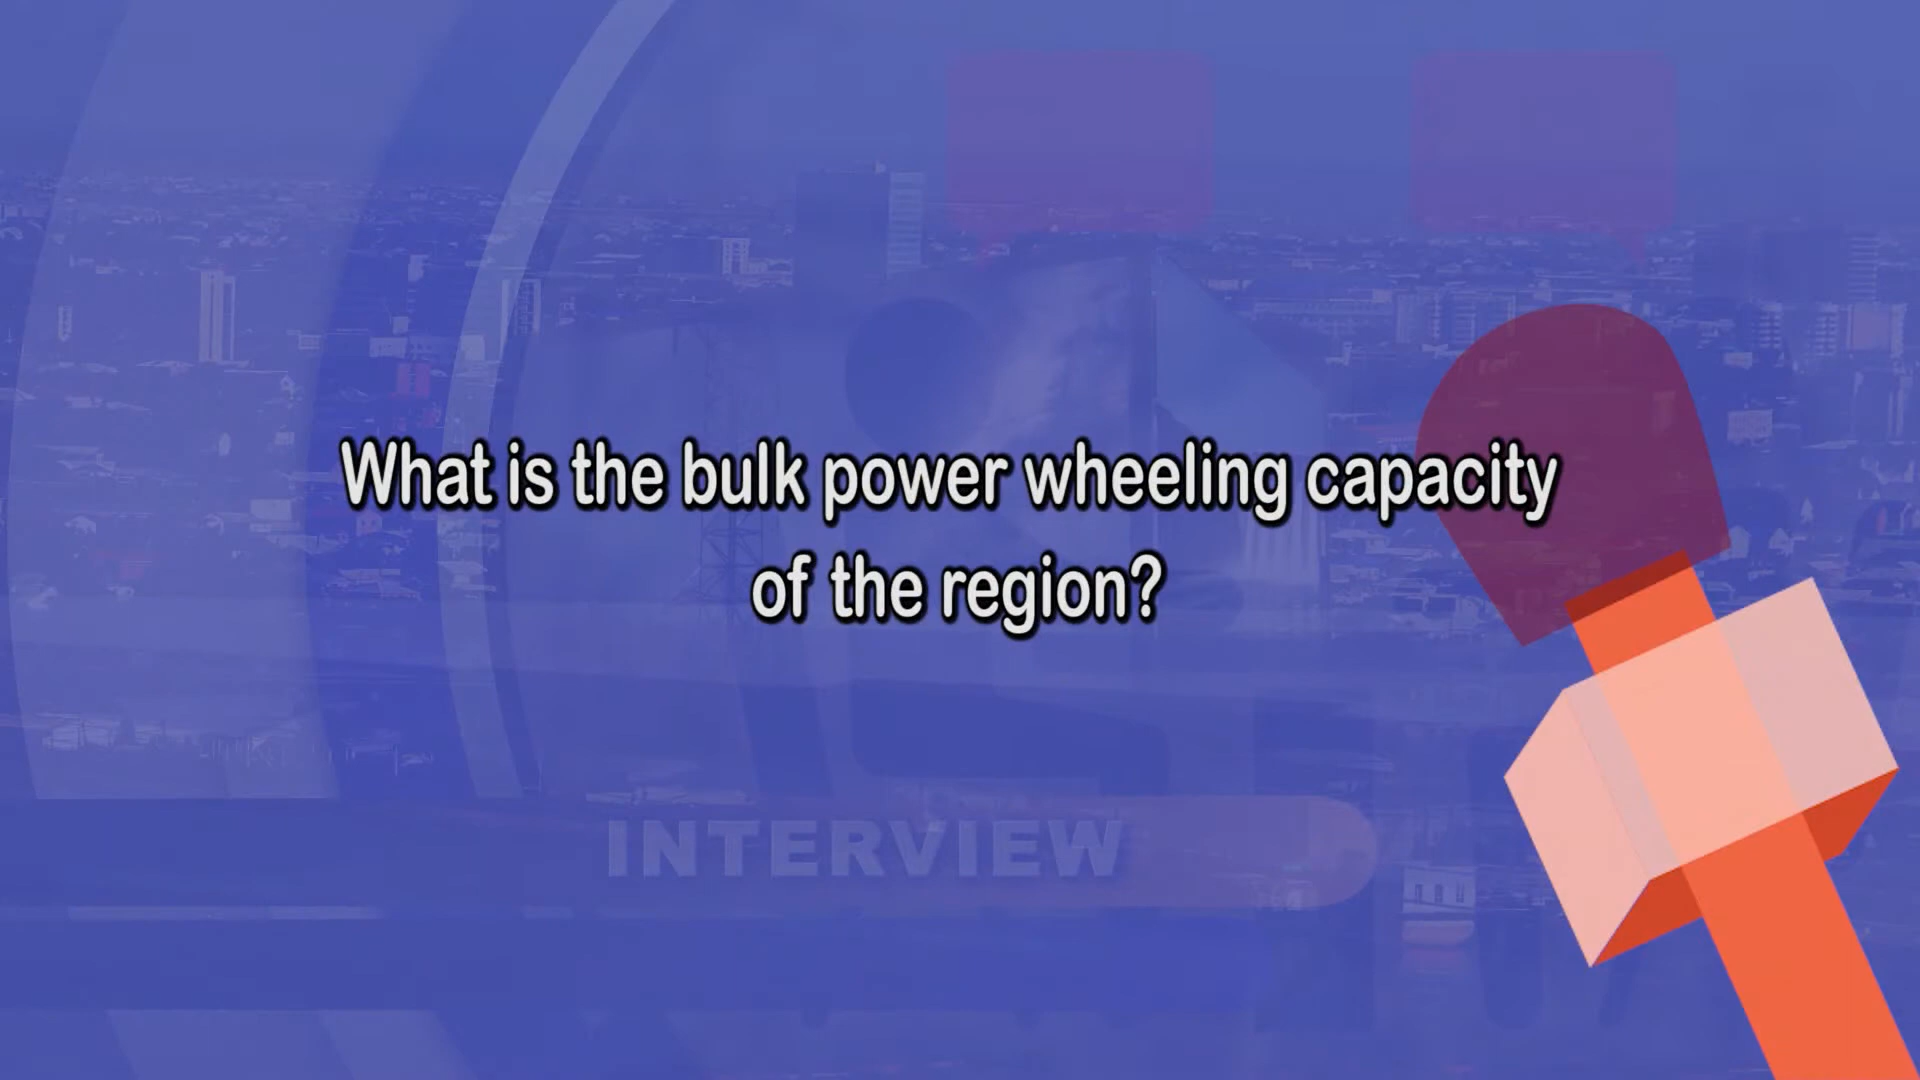 What is the bulk power wheeling capacity
of the region?
INTERVIEW